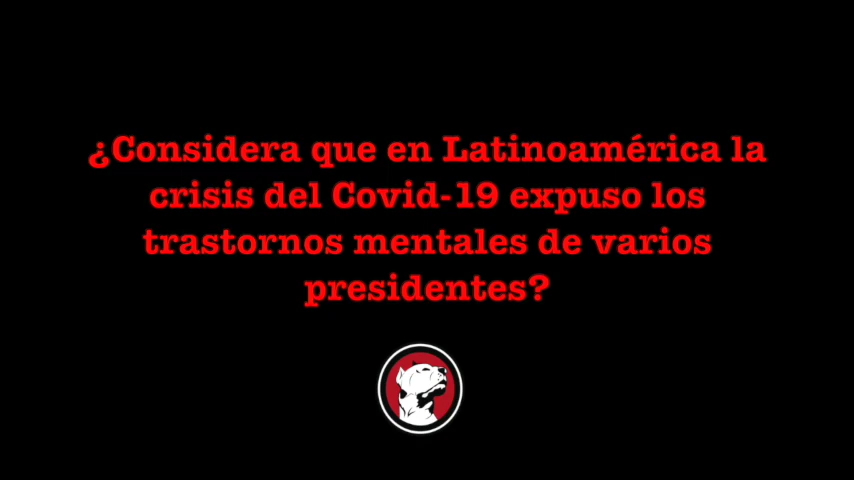 ¿Considera que en Latinoamérica la
crisis del Covid-19 expuso los
trastornos mentales de varios
presidentes?